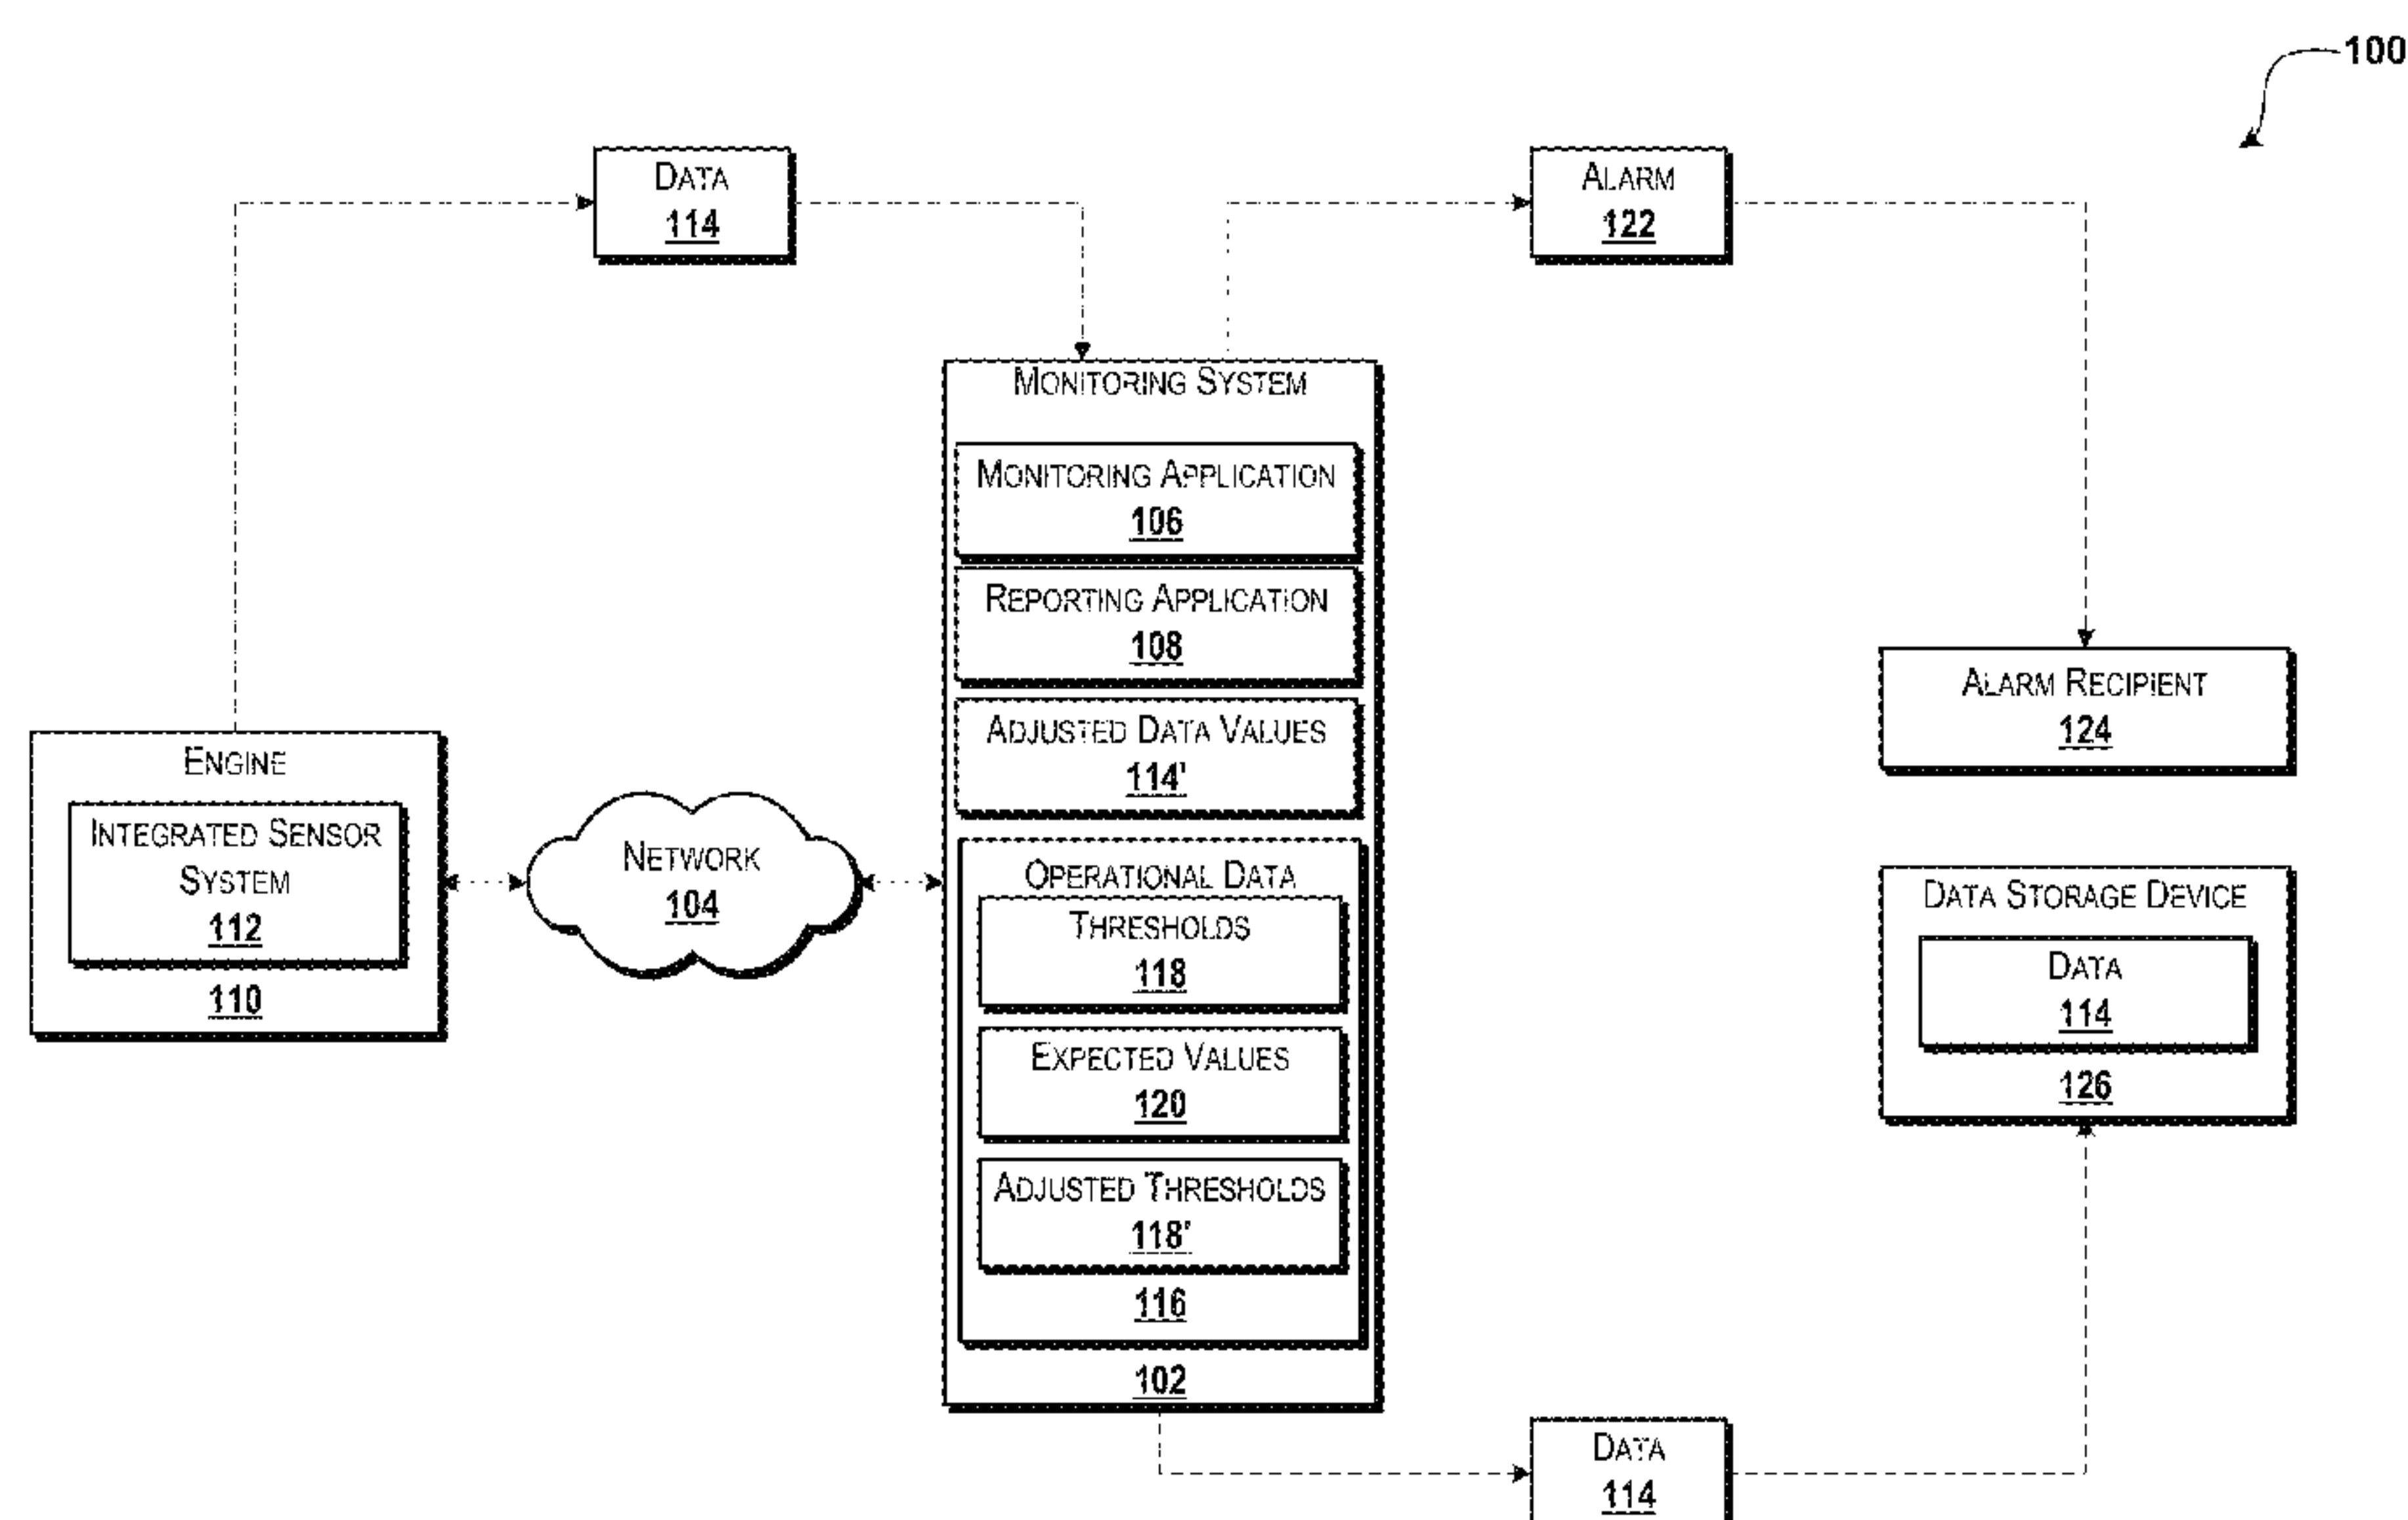 100
DATA
114
ALARM
122
MONITORING SYSTEM
MONITORING APPLICATION
106
REPORTING APPLICATION
108
ADJUSTED DATA VALUES
114'
OPERATIONAL DATA
THRESHOLDS
118
EXPECTED VALUES
120
ADJUSTED THRESHOLDS
118'
116
102
ENGINE
INTEGRATED SENSOR
SYSTEM
112
110
NETWORK
104
ALARM RECIPIENT
124
DATA STORAGE DEVICE
DATA
114
126
DATA
114